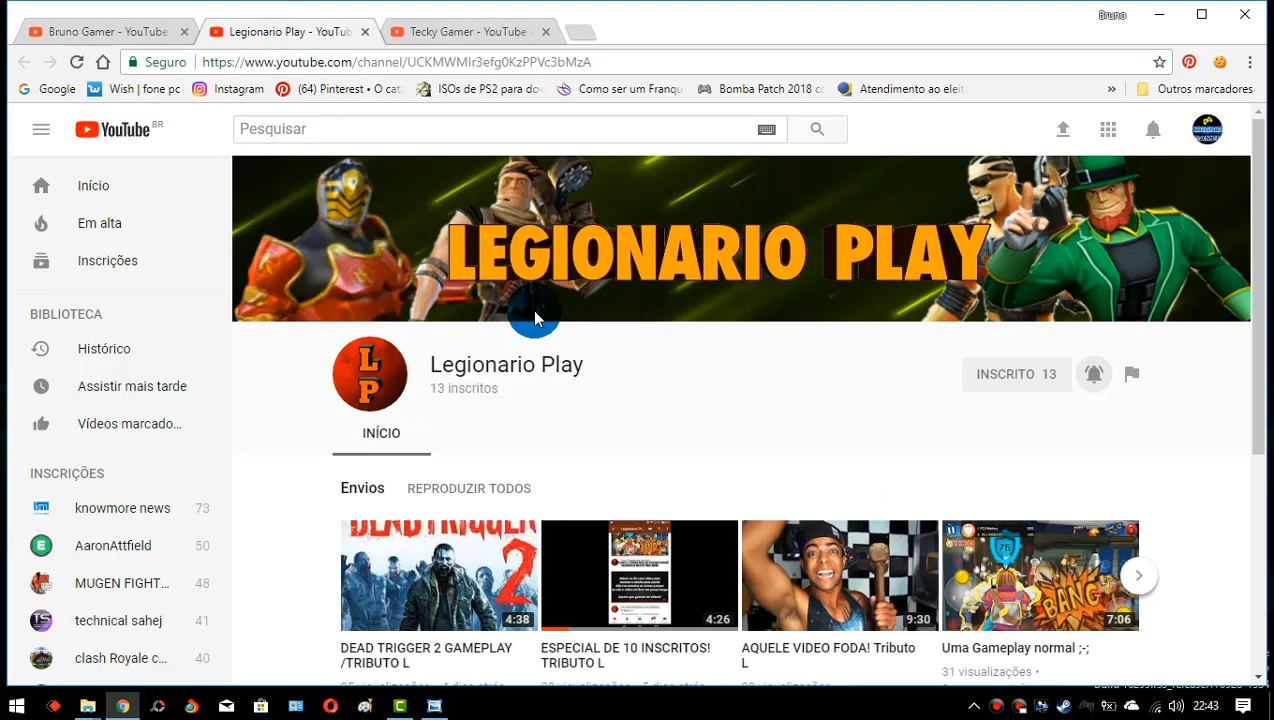 Bruno
Bruno Gamer - YouTube
Legionario Play - YouTub
Tecky Gamer - YouTube -
Seguro
https://www.youtube.com/channel/UCKMWMIr3efg0KzPPVc3bMzA
Google
Wish | fone pc
Instagram
(64) Pinterest • O cat
ISOs de PS2 para dow
Como ser um Franqu
Bomba Patch 2018 co
Atendimento ao eleit
»
Outros marcadores
YouTube BR
Pesquisar
Início
Em alta
Inscrições
BIBLIOTECA
Histórico
Assistir mais tarde
Vídeos marcado...
INSCRIÇÕES
knowmore news 73
AaronAttfield 50
MUGEN FIGHT... 48
technical sahej 41
clash Royale c... 40
LEGIONARIO PLAY
LP
Legionario Play
13 inscritos
INSCRITO 13
INÍCIO
Envios
REPRODUZIR TODOS
DEAD TRIGGER 2
4:38
4:26
9:30
75
BANG
7:06
DEAD TRIGGER 2 GAMEPLAY
/TRIBUTO L
ESPECIAL DE 10 INSCRITOS!
TRIBUTO L
AQUELE VIDEO FODA! Tributo
L
Uma Gameplay normal ;-;
31 visualizações •
22:43